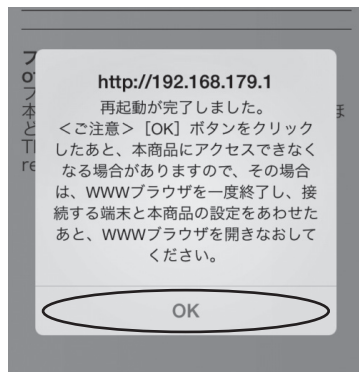 http://192.168.179.1
再起動が完了しました。
<ご注意>［OK］ボタンをクリック
したあと、本商品にアクセスできなく
なる場合がありますので、その場合
は、WWWブラウザを一度終了し、接
続する端末と本商品の設定をあわせた
あと、WWWブラウザを開きなおして
ください。
OK